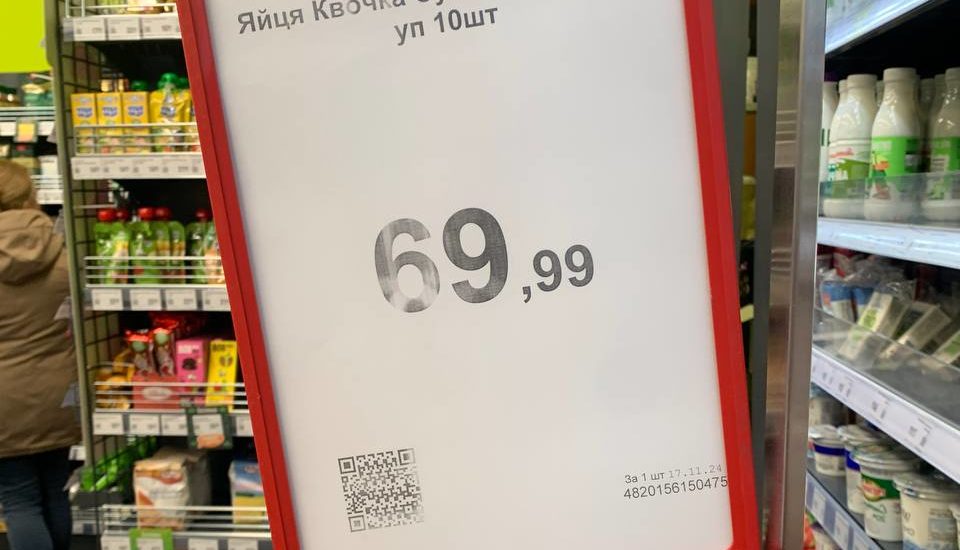 Яйця Квочка
уп 10шт
69,99
За 1 шт 17.11.24
4820156150475